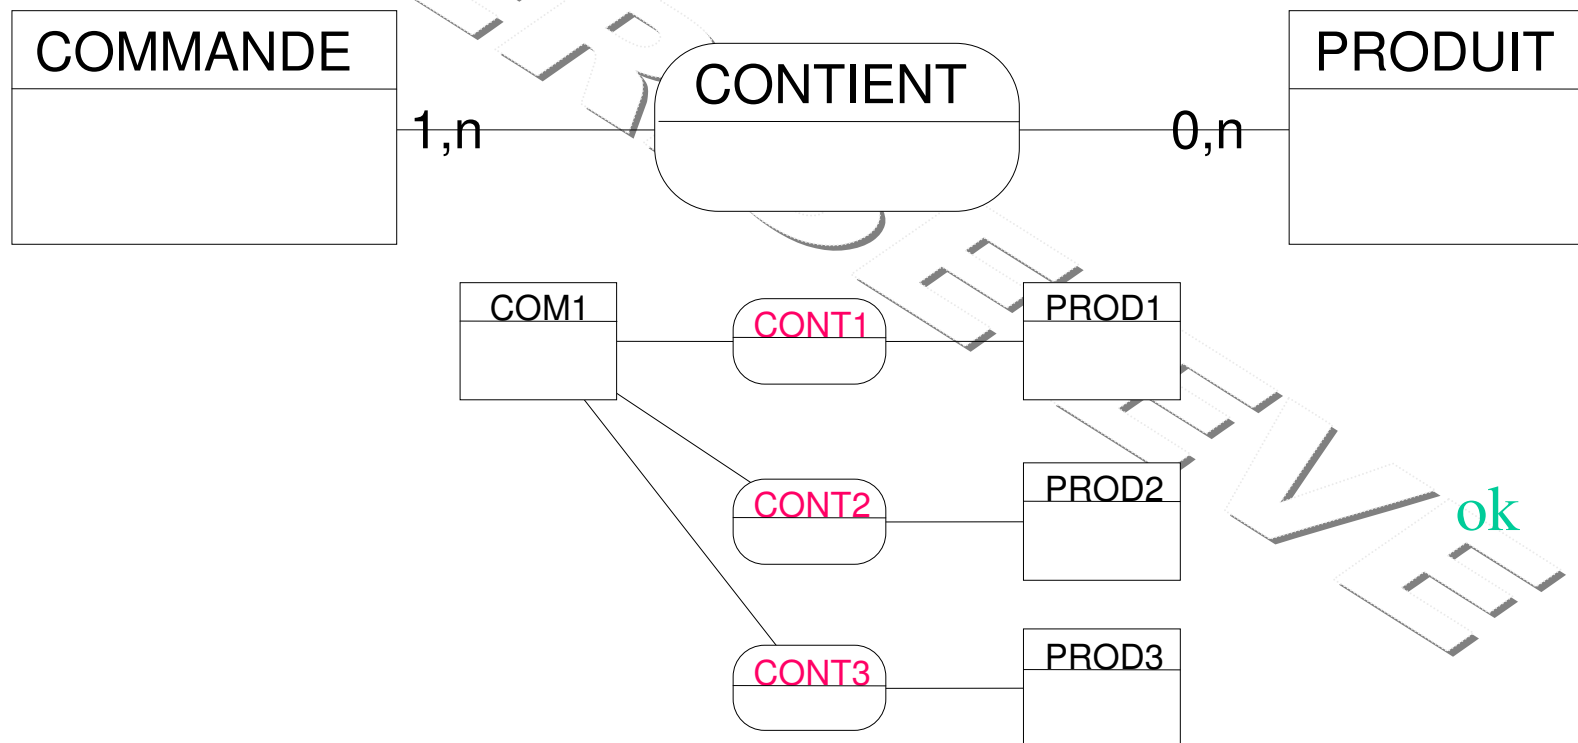 COMMANDE
CONTIENT
PRODUIT
1,n
0,n
COM1
CONT1
PROD1
CONT2
PROD2
ok
CONT3
PROD3